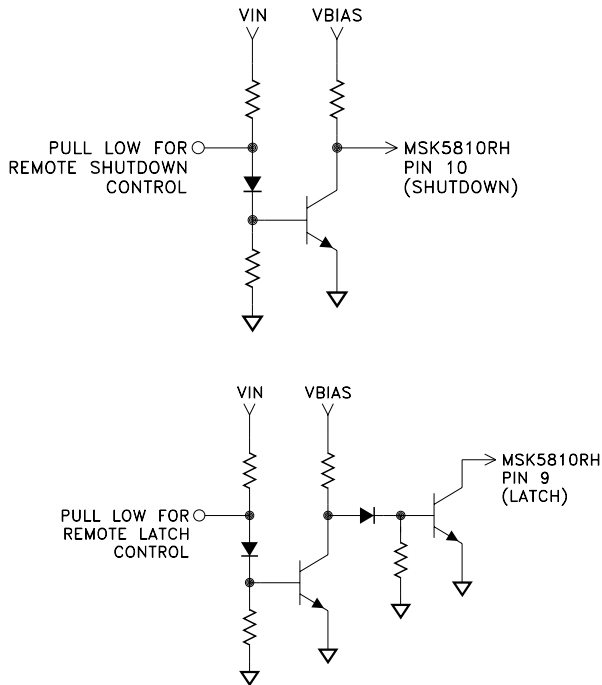 VIN
VBIAS
PULL LOW FOR
REMOTE SHUTDOWN
CONTROL
MSK5810RH
PIN 10
(SHUTDOWN)
VIN
VBIAS
MSK5810RH
PIN 9
(LATCH)
PULL LOW FOR
REMOTE LATCH
CONTROL